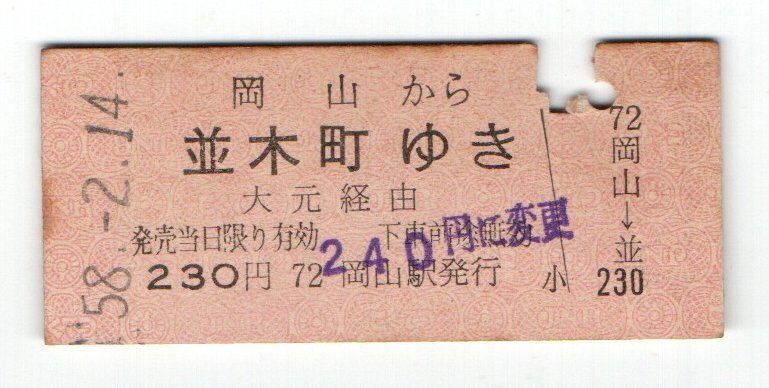 58.-2.14.
岡山から
並木町ゆき
大元経由
発売当日限り有効 下車前途無効
240円に変更
230円 72 岡山駅発行 小
72
岡山→並
230